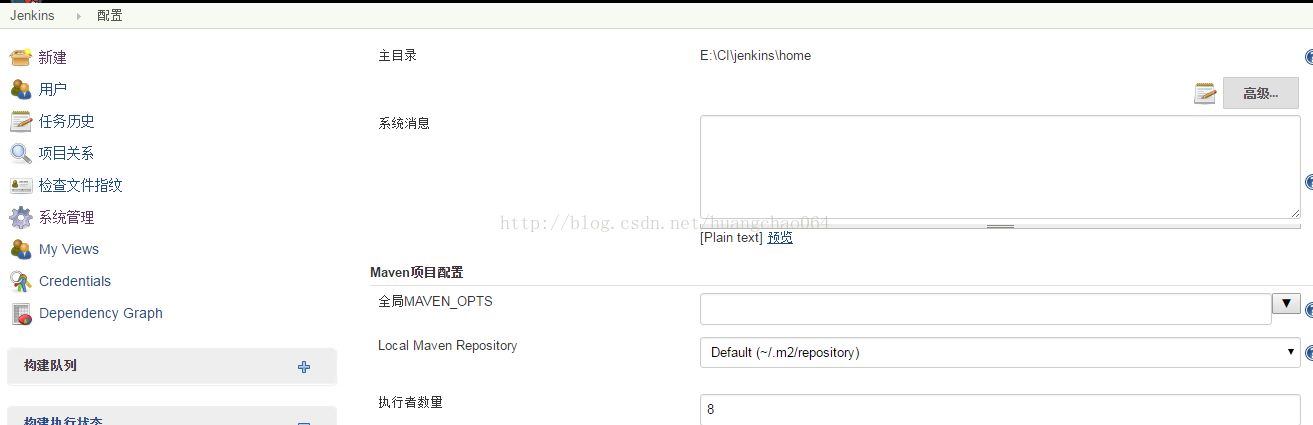 Jenkins 配置
新建
用户
任务历史
项目关系
检查文件指纹
系统管理
My Views
Credentials
Dependency Graph
构建队列
构建执行状态
主目录 E:\CI\jenkins\home
高级...
系统消息
http://blog.csdn.net/huangchao064
[Plain text] 预览
Maven项目配置
全局MAVEN_OPTS
Local Maven Repository Default (~/.m2/repository)
执行者数量 8